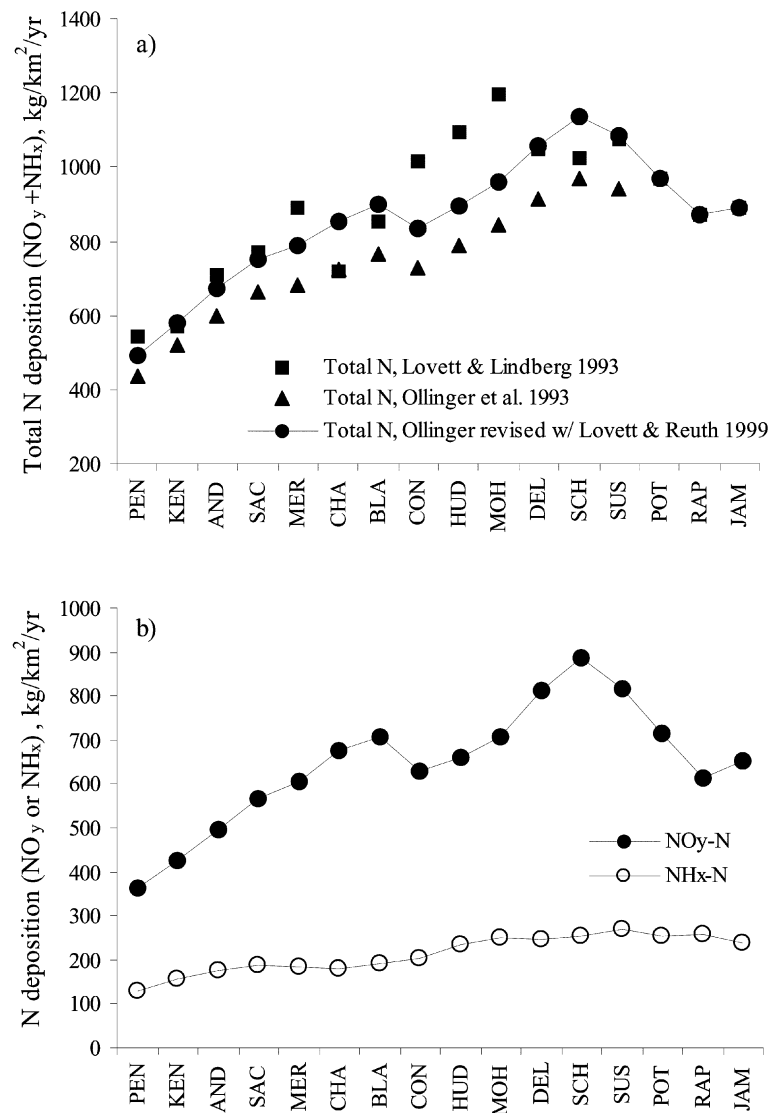 a)
Total N deposition (NOy +NHx), kg/km²/yr
1400
1200
1000
800
600
400
200
Total N, Lovett & Lindberg 1993
Total N, Ollinger et al. 1993
Total N, Ollinger revised w/ Lovett & Reuth 1999
PEN
KEN
AND
SAC
MER
CHA
BLA
CON
HUD
MOH
DEL
SCH
SUS
POT
RAP
JAM
b)
N deposition (NOy or NHx) , kg/km²/yr
1000
900
800
700
600
500
400
300
200
100
0
NOy-N
NHx-N
PEN
KEN
AND
SAC
MER
CHA
BLA
CON
HUD
MOH
DEL
SCH
SUS
POT
RAP
JAM